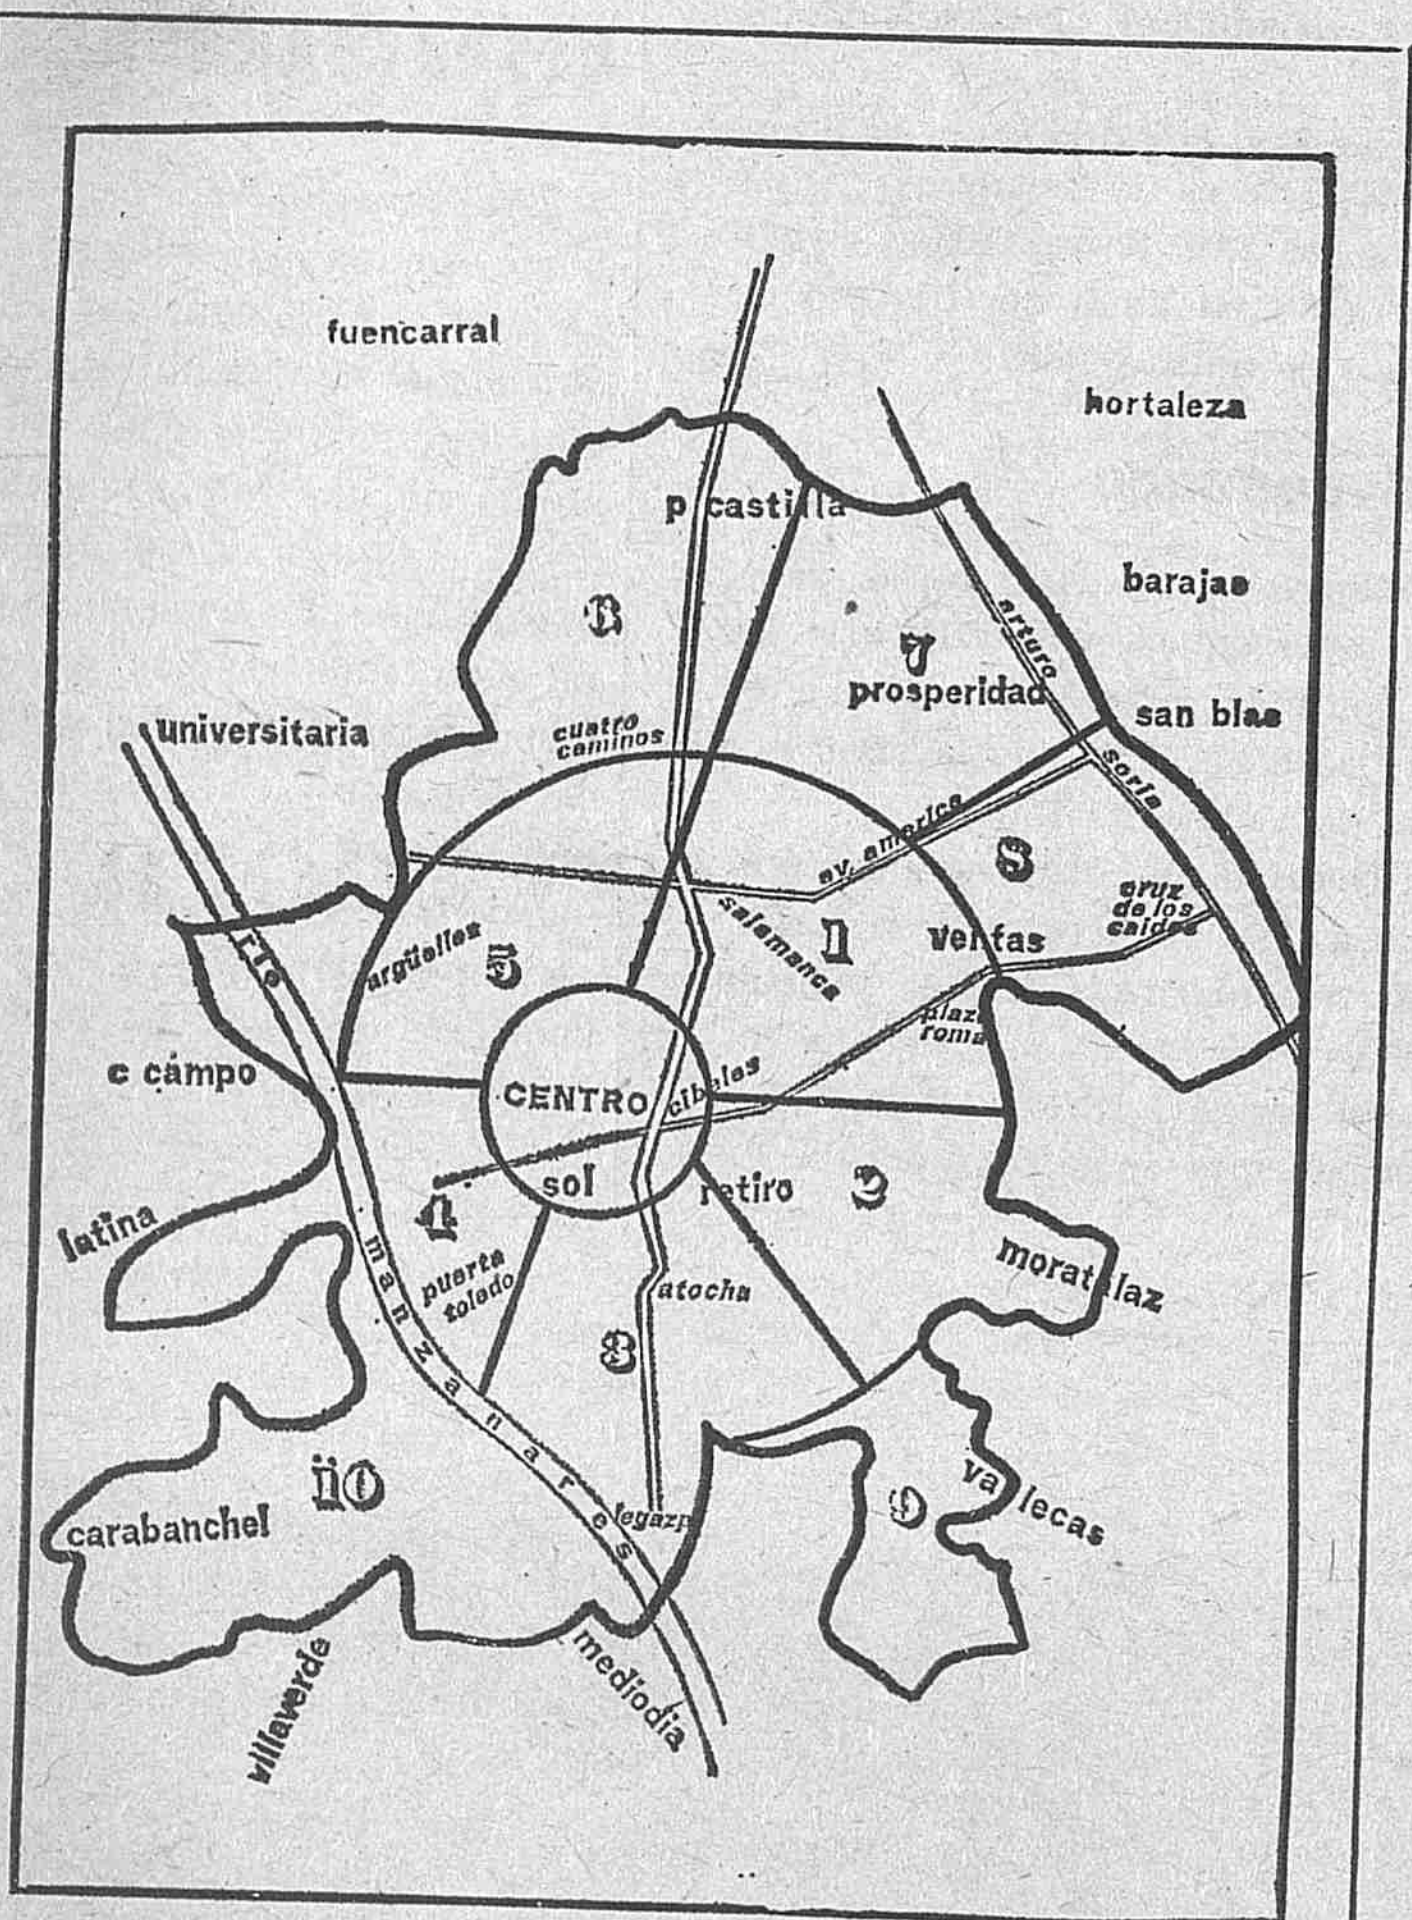 fuencarral
hortaleza
p castilla
barajas
6
arturo
7
prosperidad
san blas
universitaria
cuatro
caminos
soria
av. america
8
cruz
de los
caidos
salamanca
1
ventas
argüelles
5
rio
plaza
roma
c campo
CENTRO
cibeles
sol
retiro
2
4
latina
manzanares
puerta
toledo
moratalaz
atocha
3
10
carabanchel
legazpi
9
vallecas
villaverde
mediodia